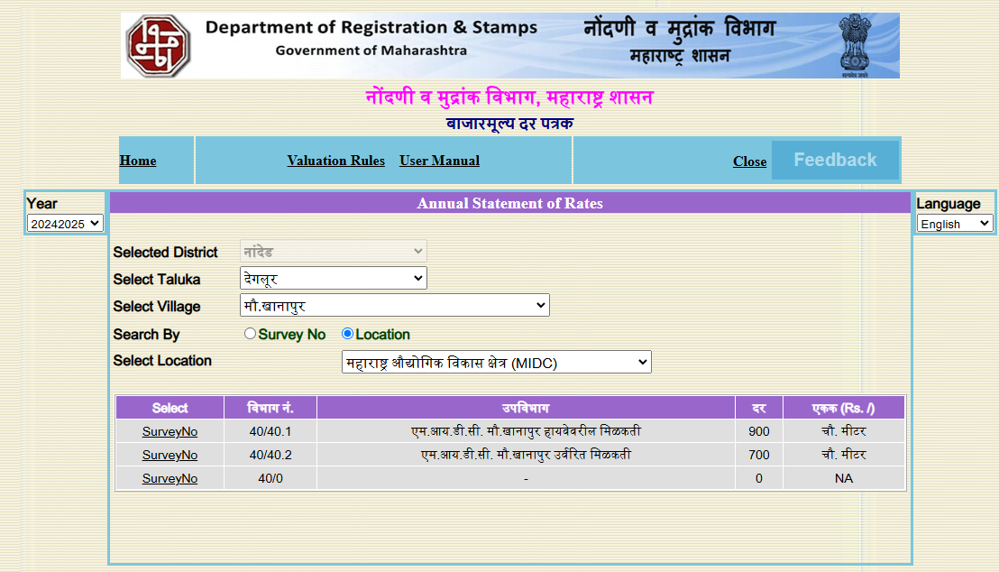 Department of Registration & Stamps
Government of Maharashtra
नोंदणी व मुद्रांक विभाग
महाराष्ट्र शासन
नोंदणी व मुद्रांक विभाग, महाराष्ट्र शासन
बाजारमूल्य दर पत्रक
Home Valuation Rules User Manual Close Feedback
Year Annual Statement of Rates Language
20242025 English
Selected District नांदेड
Select Taluka देगलूर
Select Village मौ.खानापुर
Search By Survey No Location
Select Location महाराष्ट्र औद्योगिक विकास क्षेत्र (MIDC)
Select विभाग नं. उपविभाग दर एकक (Rs. /)
SurveyNo 40/40.1 एम.आय.डी.सी. मौ.खानापुर हायवेवरील मिळकती 900 चौ. मीटर
SurveyNo 40/40.2 एम.आय.डी.सी. मौ.खानापुर उर्वरित मिळकती 700 चौ. मीटर
SurveyNo 40/0 - 0 NA